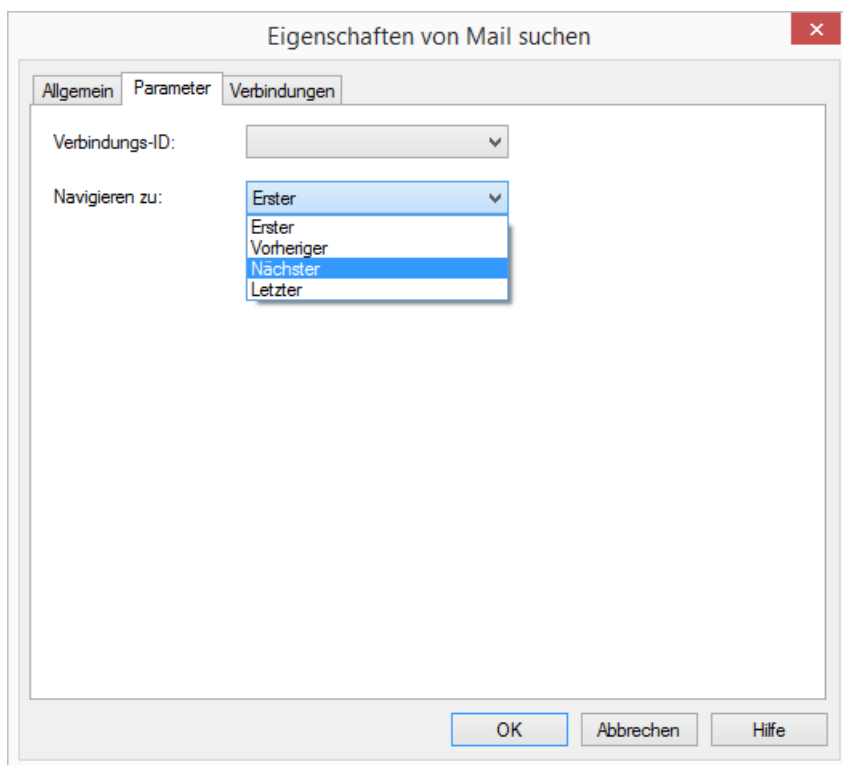 Eigenschaften von Mail suchen
Allgemein Parameter Verbindungen
Verbindungs-ID:
Navigieren zu: Erster
Erster
Vorheriger
Nächster
Letzter
OK Abbrechen Hilfe